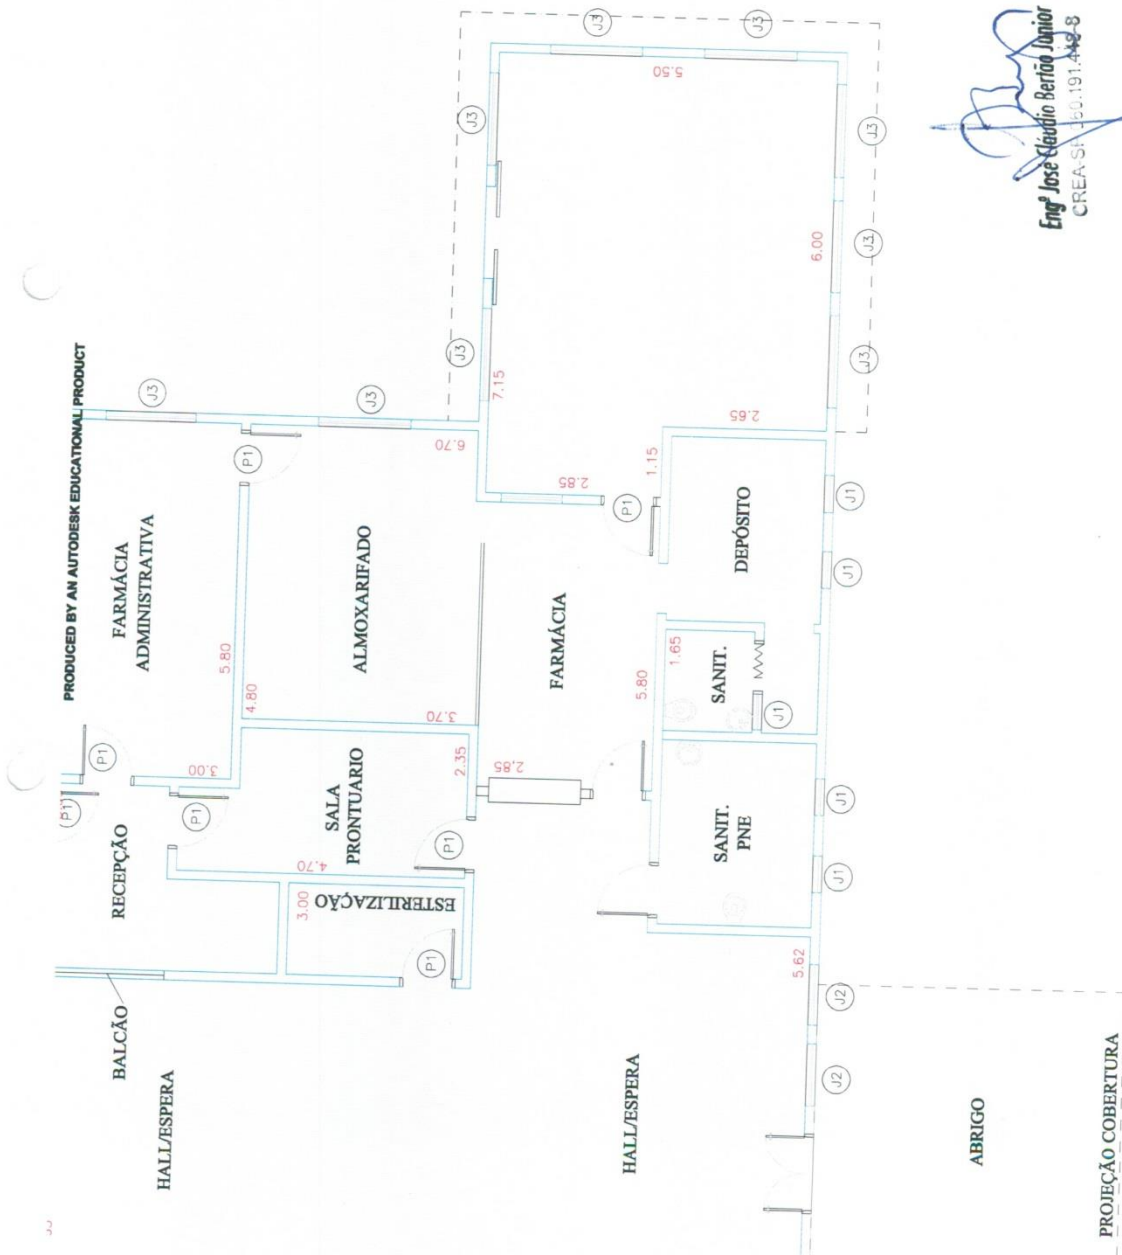 PRODUCED BY AN AUTODESK EDUCATIONAL PRODUCT
Engº José Cláudio Bertão Júnior
J3
J3
J3
J3
J3
J3
J3
J3
J3
5.50
6.00
7.15
6.70
2.85
1.15
2.65
P1
P1
FARMÁCIA
ADMINISTRATIVA
5.80
4.80
ALMOXARIFADO
3.70
FARMÁCIA
5.80
DEPÓSITO
J1
J1
1.65
SANIT.
J1
P1
P1
3.00
P1
RECEPÇÃO
SALA
PRONTUARIO
2.35
2.85
4.70
P1
3.00
ESTERILIZAÇÃO
P1
SANIT.
PNE
J1
J1
BALCÃO
HALL/ESPERA
HALL/ESPERA
5.62
J2
J2
ABRIGO
PROJEÇÃO COBERTURA